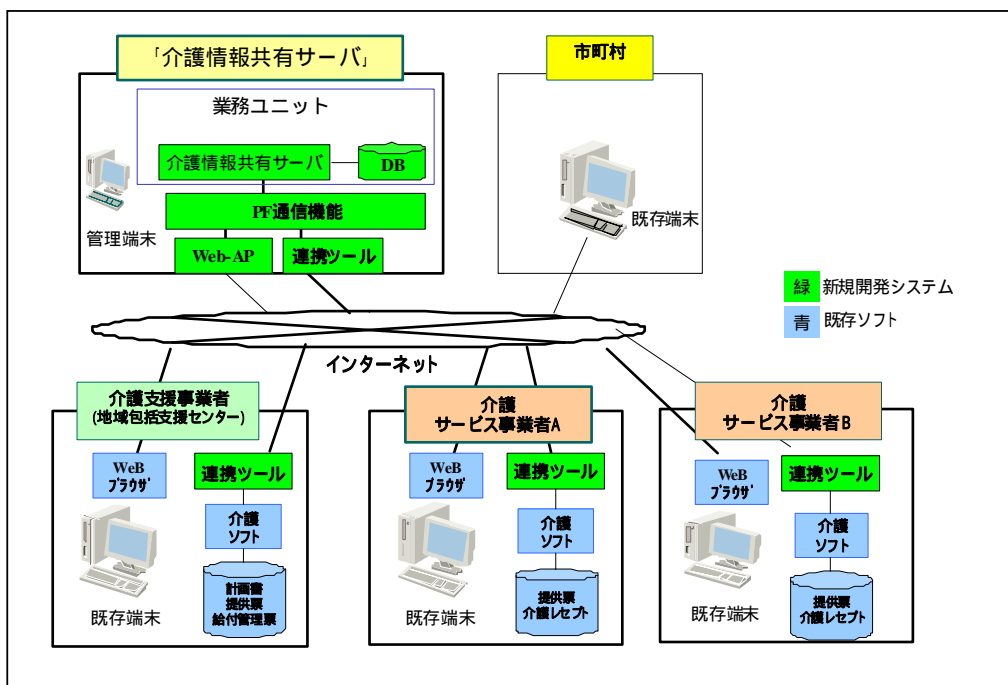 「介護情報共有サーバ」
市町村
業務ユニット
介護情報共有サーバ
DB
PF通信機能
管理端末
Web-AP
連携ツール
既存端末
緑
新規開発システム
青
既存ソフト
インターネット
介護支援事業者
(地域包括支援センター)
介護
サービス事業者A
介護
サービス事業者B
WeB
ブラウザ
連携ツール
介護
ソフト
計画書
提供票
給付管理票
既存端末
WeB
ブラウザ
連携ツール
介護
ソフト
提供票
介護レセプト
既存端末
WeB
ブラウザ
連携ツール
介護
ソフト
提供票
介護レセプト
既存端末